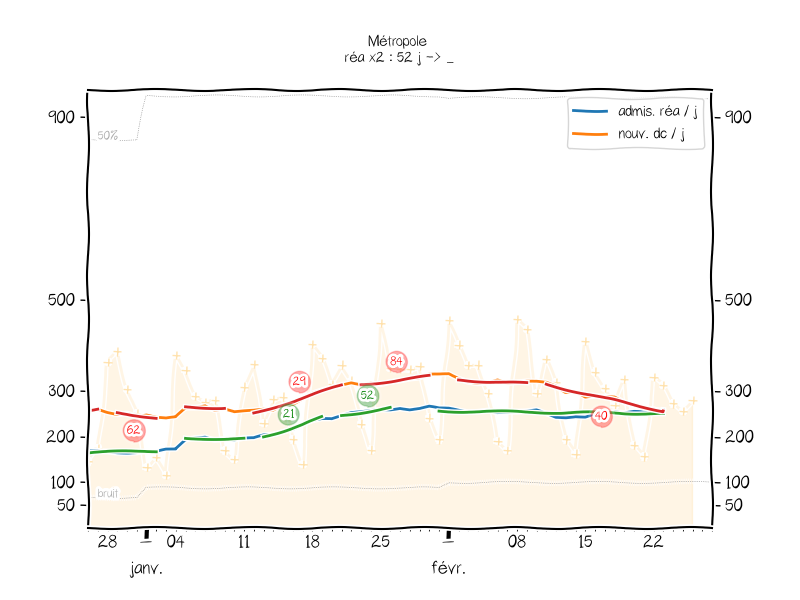 Métropole
réa x2 : 52 j -> _
admis. réa / j
nouv. dc / j
50%
bruit
900
500
300
200
100
50
900
500
300
200
100
50
62
29
84
21
52
40
28 04 11 18 25 08 15 22
janv. févr.